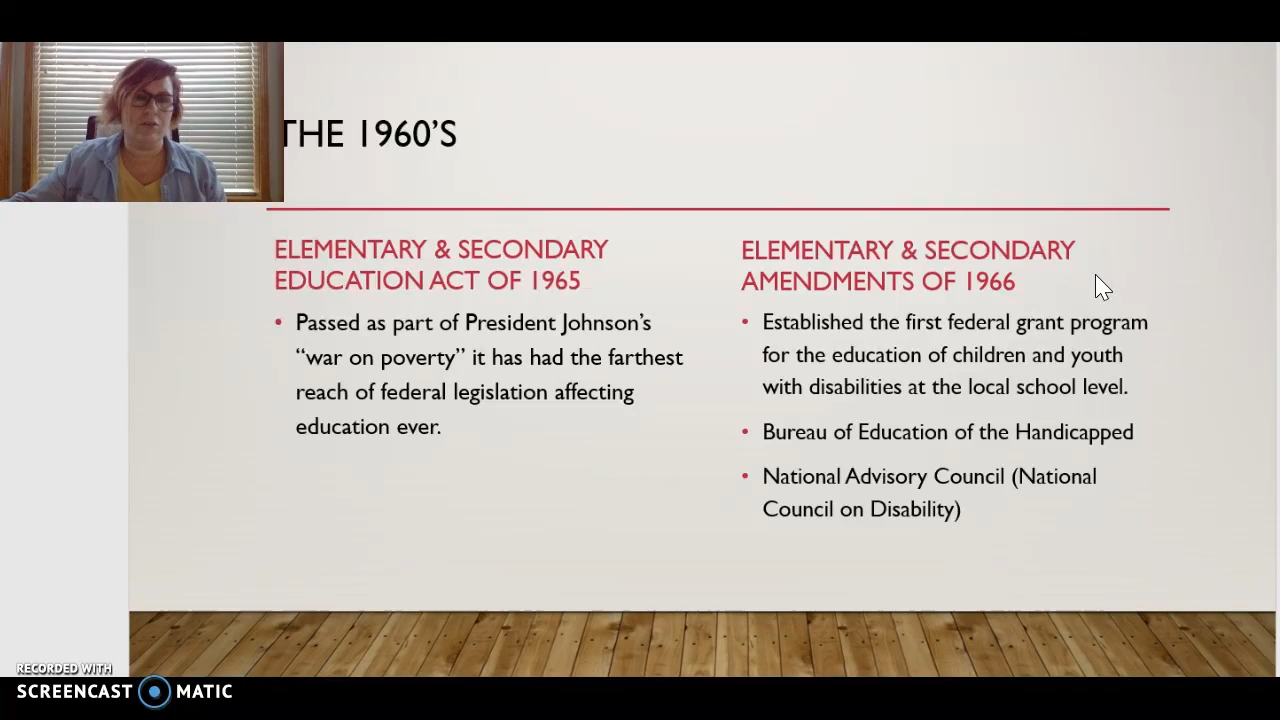 THE 1960'S
ELEMENTARY & SECONDARY
EDUCATION ACT OF 1965
• Passed as part of President Johnson's
“war on poverty” it has had the farthest
reach of federal legislation affecting
education ever.
ELEMENTARY & SECONDARY
AMENDMENTS OF 1966
• Established the first federal grant program
for the education of children and youth
with disabilities at the local school level.
• Bureau of Education of the Handicapped
• National Advisory Council (National
Council on Disability)
RECORDED WITH
SCREENCAST MATIC